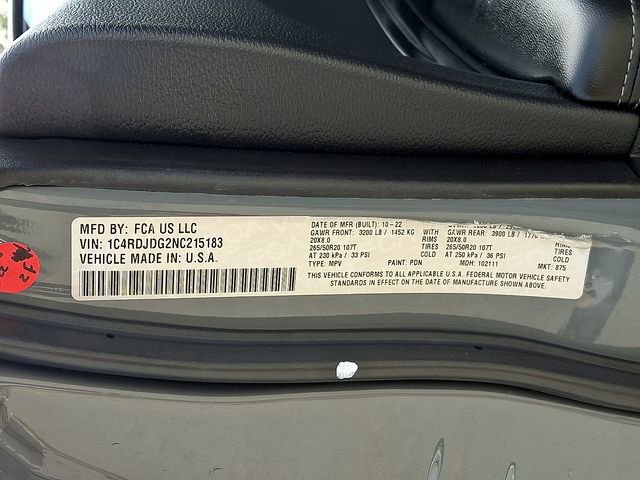 MFD BY: FCA US LLC
VIN: 1C4RDJDG2NC215183
VEHICLE MADE IN: U.S.A.
DATE OF MFR (BUILT): 10-22
GAWR FRONT: 3200 LB / 1452 KG WITH GAWR REAR: 3900 LB /
20X8.0 RIMS 20X8.0 RIMS
265/50R20 107T TIRES 265/50R20 107T TIRES
AT 230 kPa / 33 PSI COLD AT 250 kPa / 36 PSI COLD
TYPE: MPV PAINT: PDN MDH: 102111 MKT: 875
THIS VEHICLE CONFORMS TO ALL APPLICABLE U.S.A. FEDERAL MOTOR VEHICLE SAFETY
STANDARDS IN EFFECT ON THE DATE OF MANUFACTURE SHOWN ABOVE.